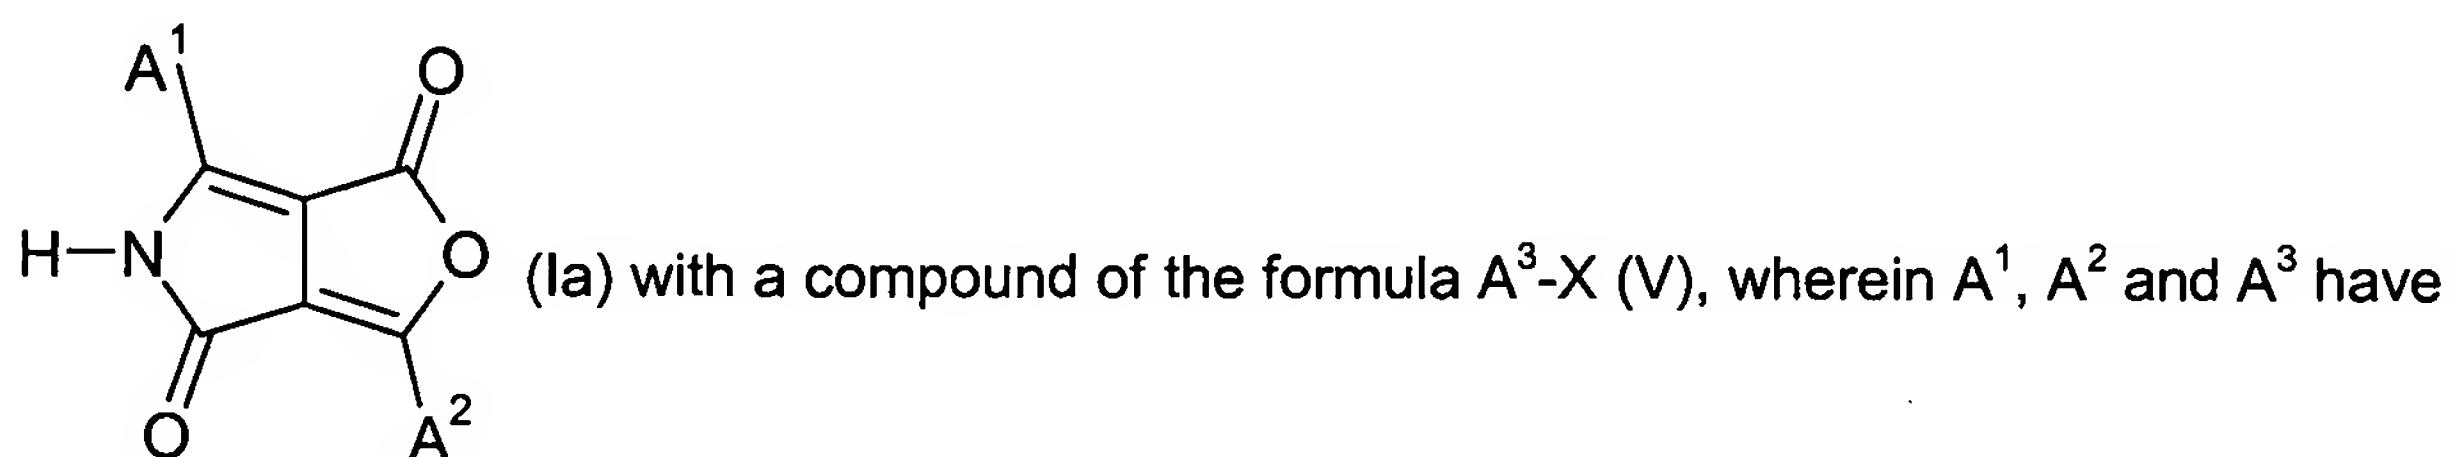 A¹
O
H–N
O
(Ia) with a compound of the formula A³-X (V), wherein A¹, A² and A³ have
O
A²